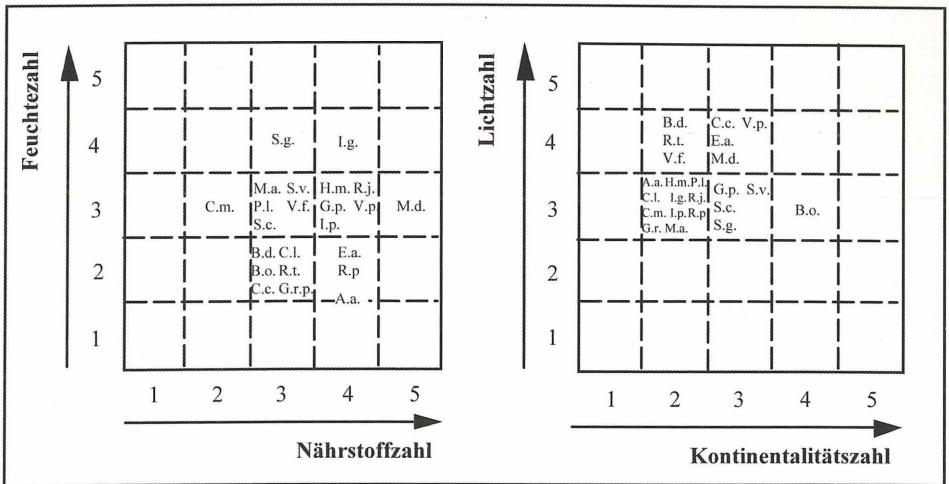 Feuchtezahl
5
4
3
2
1
S.g.
I.g.
C.m.
M.a. S.v.
P.l. V.f.
S.c.
H.m. R.j.
G.p. V.p
I.p.
M.d.
B.d. C.l.
B.o. R.t.
C.c. G.r.p.
E.a.
R.p
A.a.
1 2 3 4 5
Nährstoffzahl
Lichtzahl
5
4
3
2
1
B.d.
R.t.
V.f.
C.c. V.p.
E.a.
M.d.
A.a. H.m. P.l.
C.l. I.g. R.j.
C.m. I.p. R.p
G.r. M.a.
G.p. S.v.
S.c.
S.g.
B.o.
1 2 3 4 5
Kontinentalitätszahl